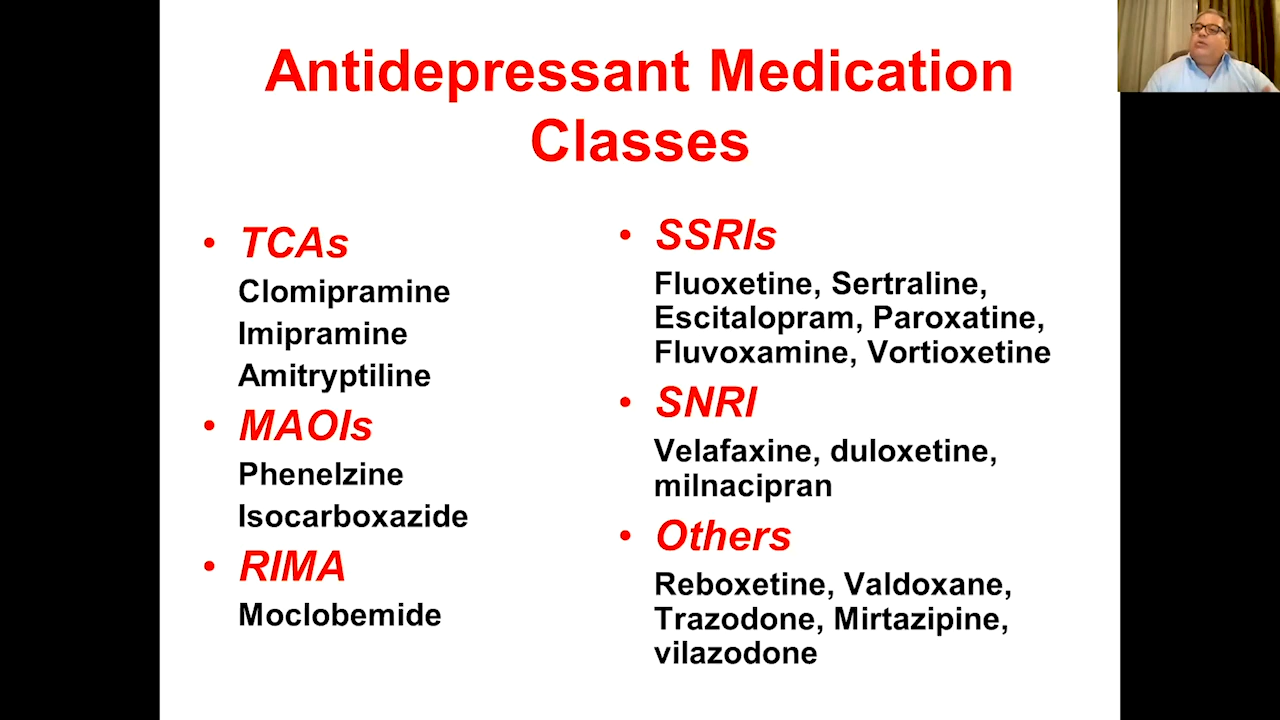 Antidepressant Medication
Classes
• TCAs
Clomipramine
Imipramine
Amitryptiline
• MAOIs
Phenelzine
Isocarboxazide
• RIMA
Moclobemide
• SSRIs
Fluoxetine, Sertraline,
Escitalopram, Paroxatine,
Fluvoxamine, Vortioxetine
• SNRI
Velafaxine, duloxetine,
milnacipran
• Others
Reboxetine, Valdoxane,
Trazodone, Mirtazipine,
vilazodone